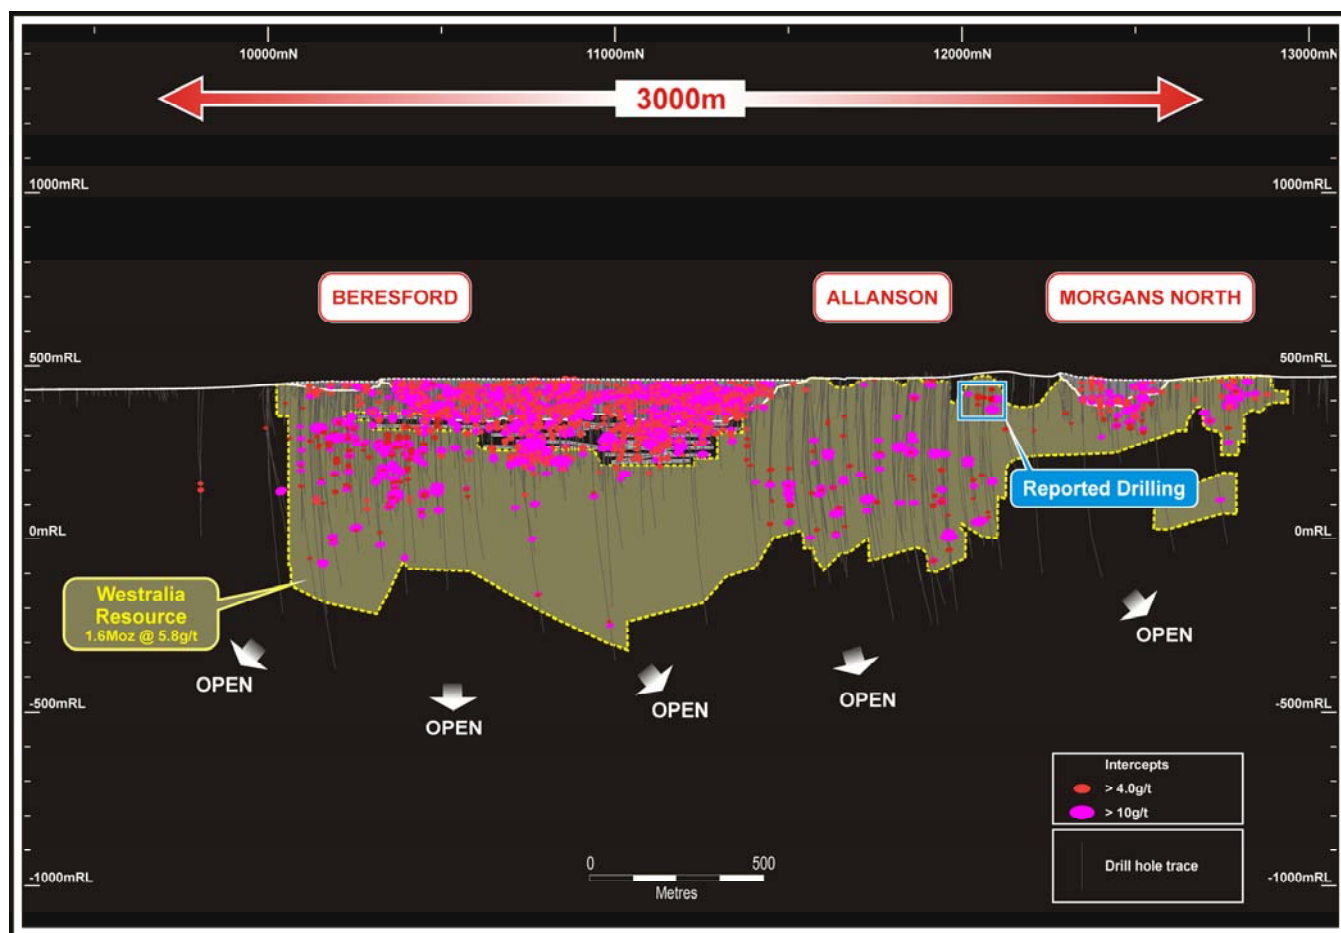 10000mN
11000mN
12000mN
13000mN
3000m
1000mRL
1000mRL
BERESFORD
ALLANSON
MORGANS NORTH
500mRL
500mRL
Reported Drilling
0mRL
0mRL
Westralia
Resource
1.6Moz @ 5.8g/t
OPEN
OPEN
OPEN
OPEN
OPEN
-500mRL
-500mRL
Intercepts
> 4.0g/t
> 10g/t
Drill hole trace
0
500
Metres
-1000mRL
-1000mRL